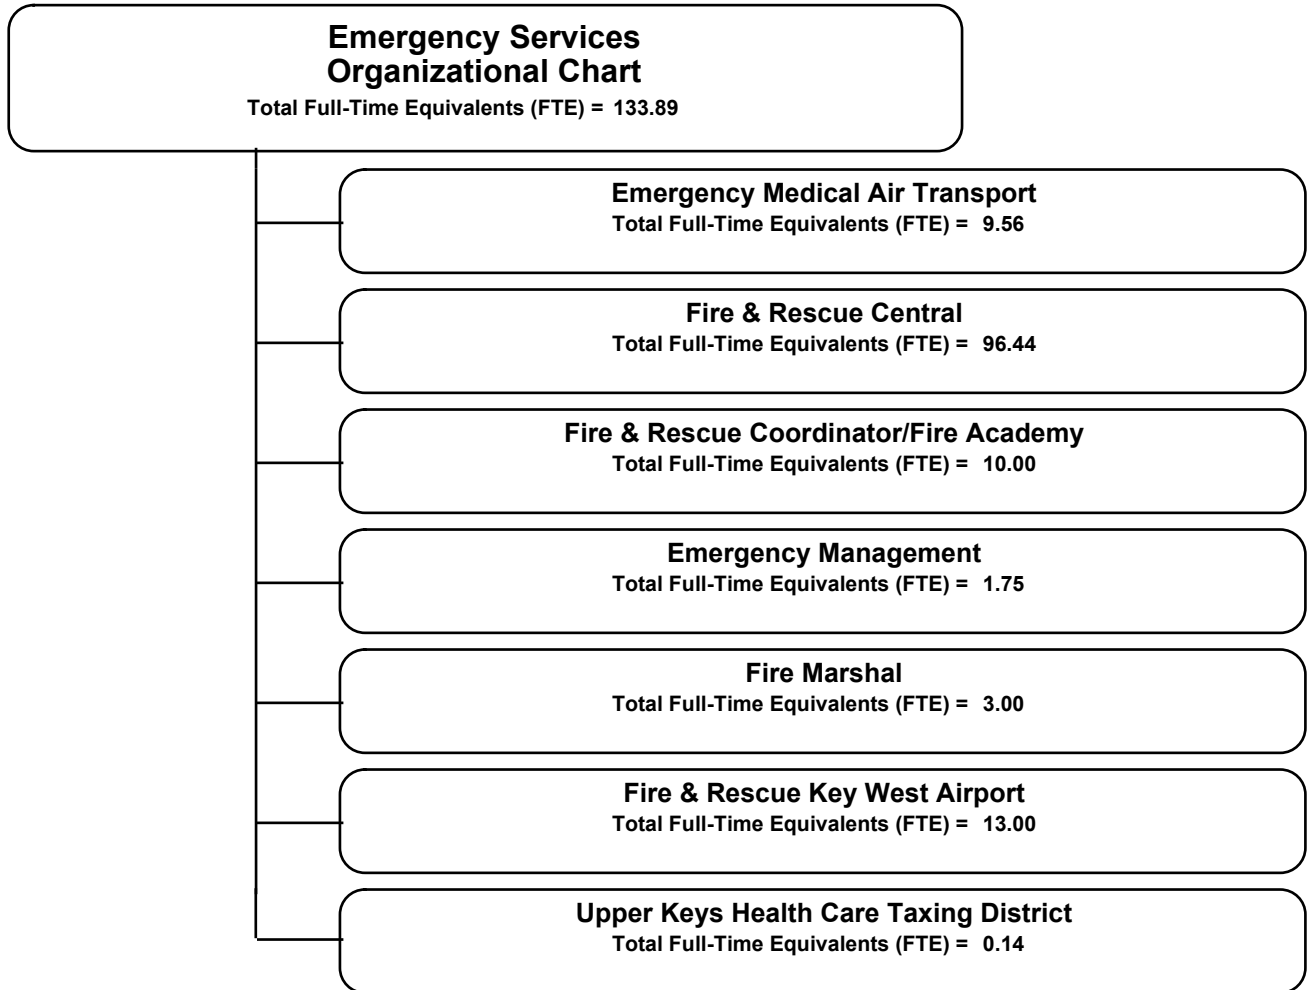 Emergency Services
Organizational Chart
Total Full-Time Equivalents (FTE) = 133.89
Emergency Medical Air Transport
Total Full-Time Equivalents (FTE) = 9.56
Fire & Rescue Central
Total Full-Time Equivalents (FTE) = 96.44
Fire & Rescue Coordinator/Fire Academy
Total Full-Time Equivalents (FTE) = 10.00
Emergency Management
Total Full-Time Equivalents (FTE) = 1.75
Fire Marshal
Total Full-Time Equivalents (FTE) = 3.00
Fire & Rescue Key West Airport
Total Full-Time Equivalents (FTE) = 13.00
Upper Keys Health Care Taxing District
Total Full-Time Equivalents (FTE) = 0.14